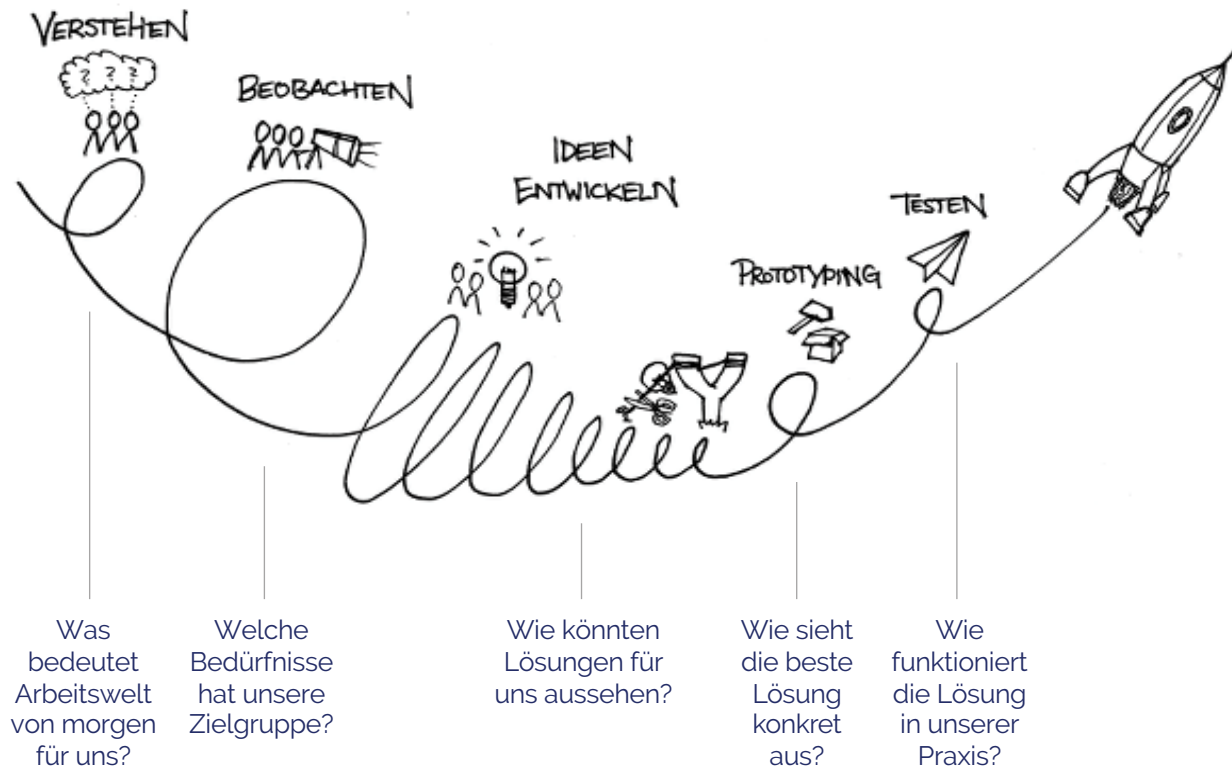 VERSTEHEN
? ? ?
BEOBACHTEN
IDEEN
ENTWICKELN
PROTOTYPING
TESTEN
Was
bedeutet
Arbeitswelt
von morgen
für uns?
Welche
Bedürfnisse
hat unsere
Zielgruppe?
Wie könnten
Lösungen für
uns aussehen?
Wie sieht
die beste
Lösung
konkret
aus?
Wie
funktioniert
die Lösung
in unserer
Praxis?